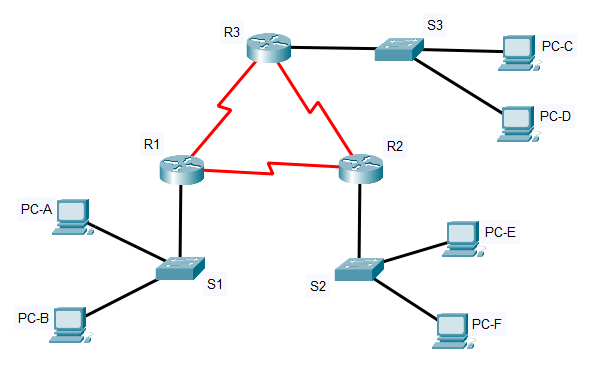 S3
R3
PC-C
PC-D
R1
R2
PC-A
PC-E
S1
S2
PC-B
PC-F